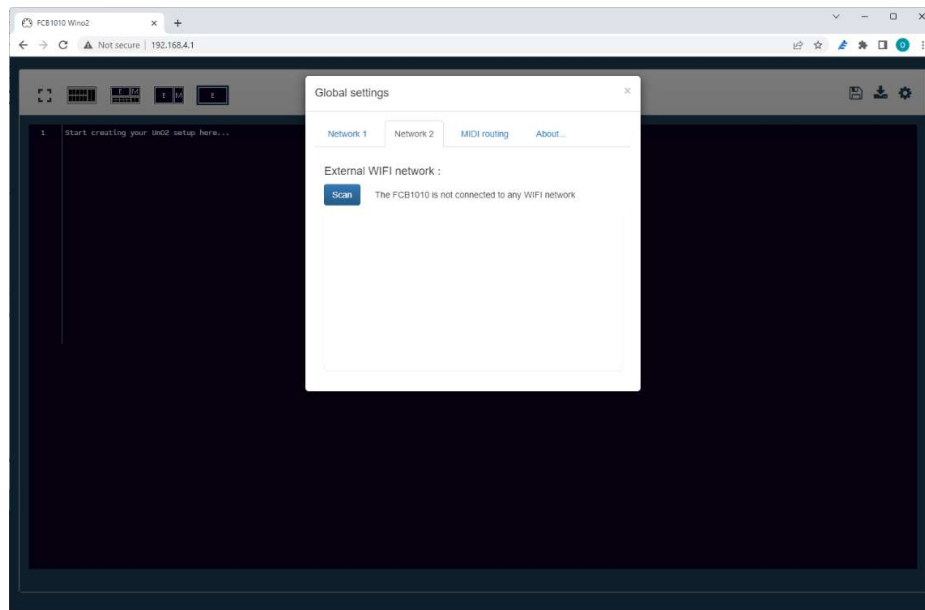 FCB1010 Wino2
Not secure | 192.168.4.1
Global settings
Network 1 Network 2 MIDI routing About...
1 Start creating your UnO2 setup here...
External WIFI network :
Scan The FCB1010 is not connected to any WIFI network
E M
E M
E
O